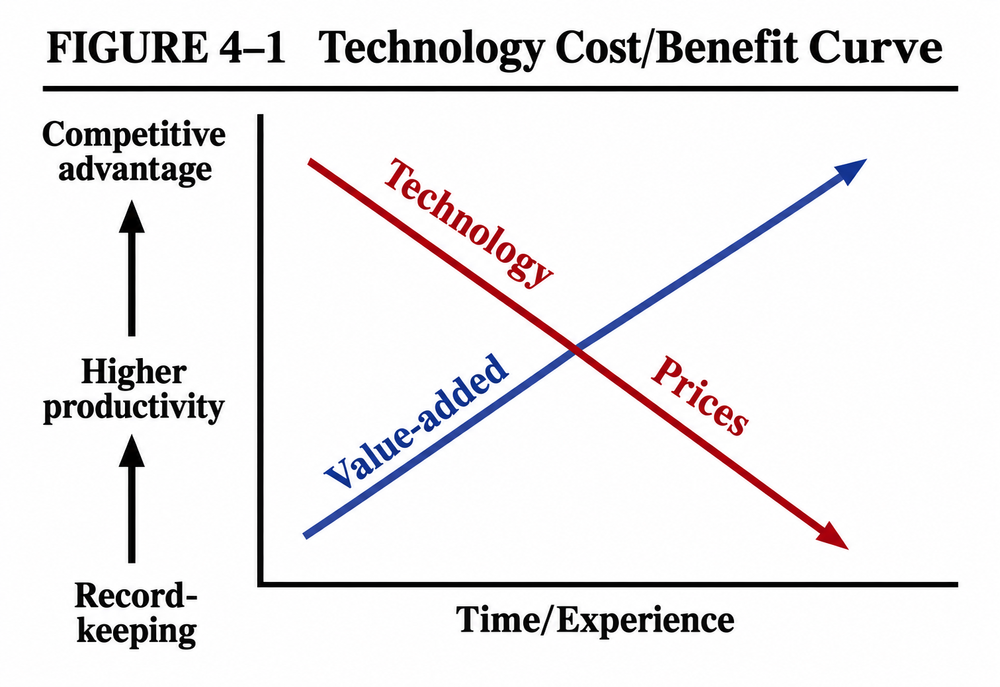 FIGURE 4–1 Technology Cost/Benefit Curve
Competitive
advantage
Higher
productivity
Record-
keeping
Technology
Prices
Value-added
Time/Experience